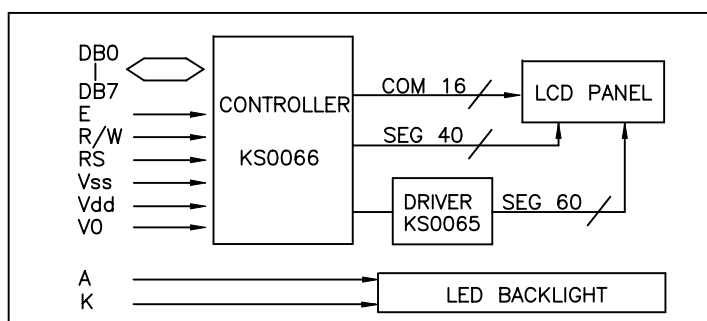 DB0
DB7
E
R/W
RS
Vss
Vdd
V0
CONTROLLER
KS0066
COM 16
SEG 40
LCD PANEL
DRIVER
KS0065
SEG 60
A
K
LED BACKLIGHT